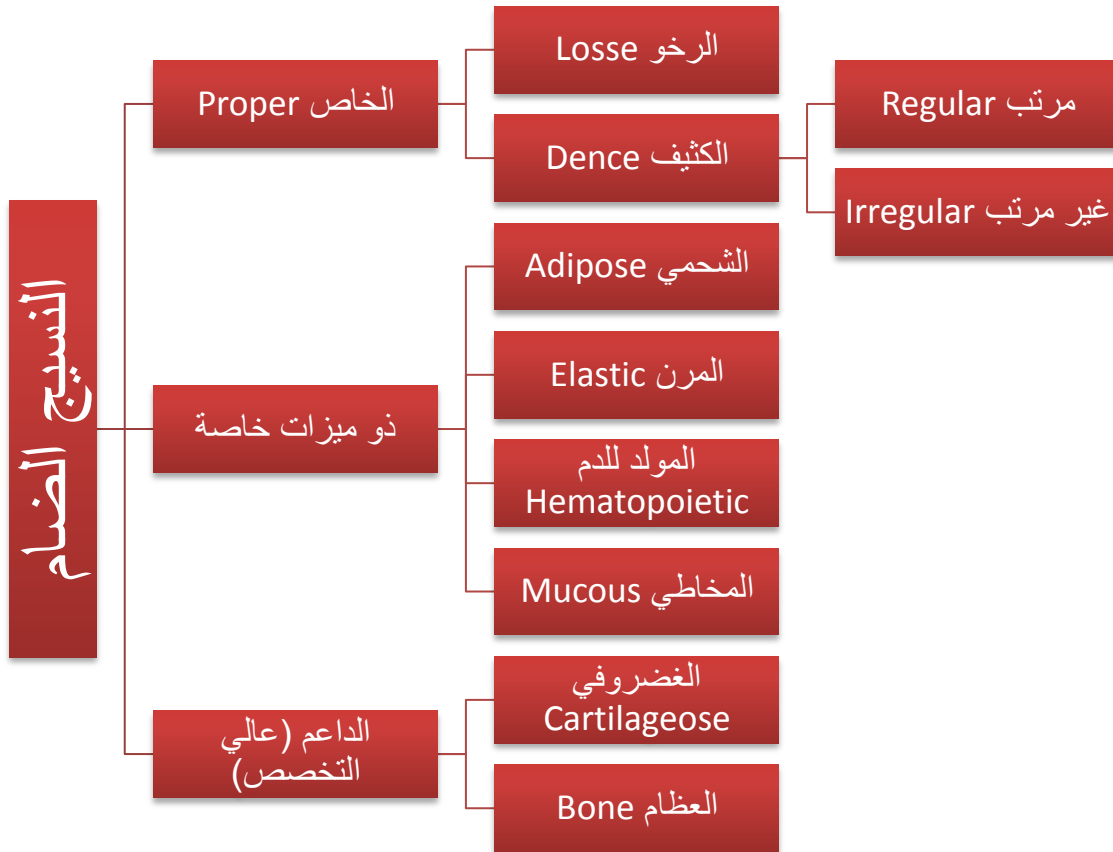 النسيج الضام
الخاص Proper
الرخو Losse
الكثيف Dence
مرتب Regular
غير مرتب Irregular
ذو ميزات خاصة
الشحمي Adipose
المرن Elastic
المولد للدم
Hematopoietic
المخاطي Mucous
الداعم (عالي
التخصص)
الغضروفي
Cartilageose
العظام Bone